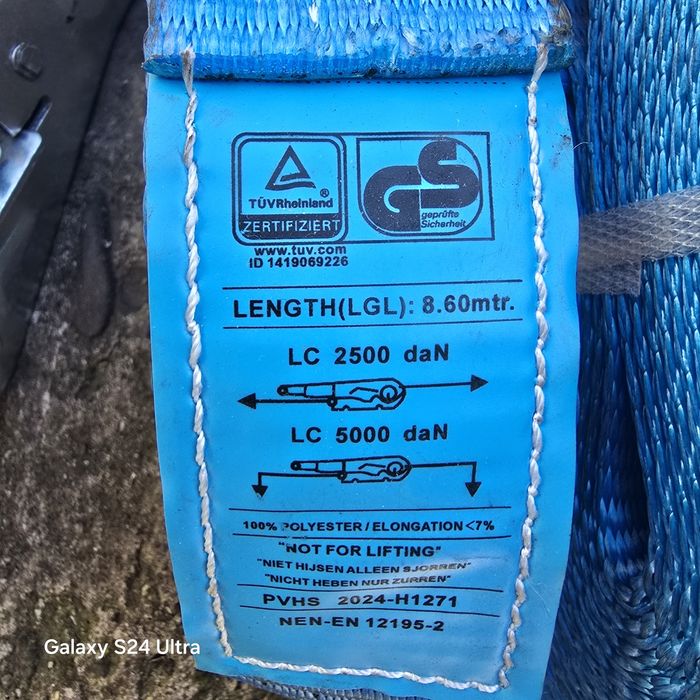 TÜVRheinland®
ZERTIFIZIERT
GS
geprüfte
Sicherheit
www.tuv.com
ID 1419069226
LENGTH(LGL): 8.60mtr.
LC 2500 daN
LC 5000 daN
100% POLYESTER / ELONGATION <7%
"NOT FOR LIFTING"
"NIET HIJSEN ALLEEN SJORREN"
"NICHT HEBEN NUR ZURREN"
PVHS 2024-H1271
NEN-EN 12195-2
Galaxy S24 Ultra